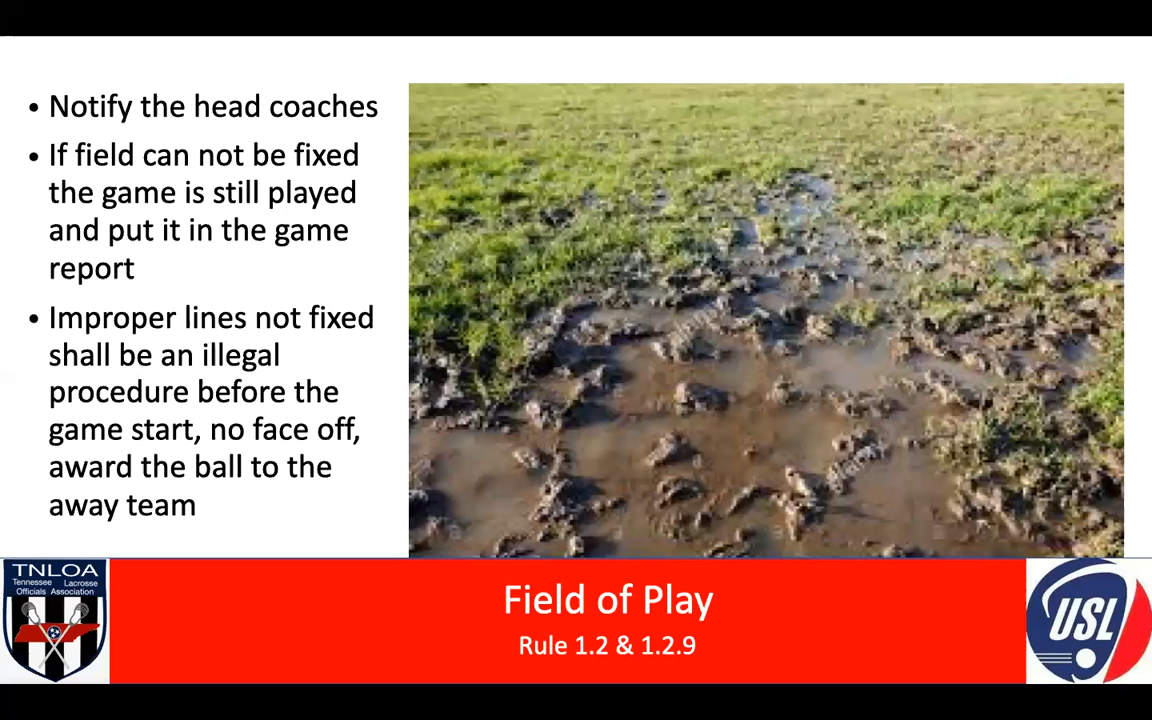 • Notify the head coaches
• If field can not be fixed
the game is still played
and put it in the game
report
• Improper lines not fixed
shall be an illegal
procedure before the
game start, no face off,
award the ball to the
away team
TNLOA
Tennessee Lacrosse
Officials Association
Field of Play
Rule 1.2 & 1.2.9
USL